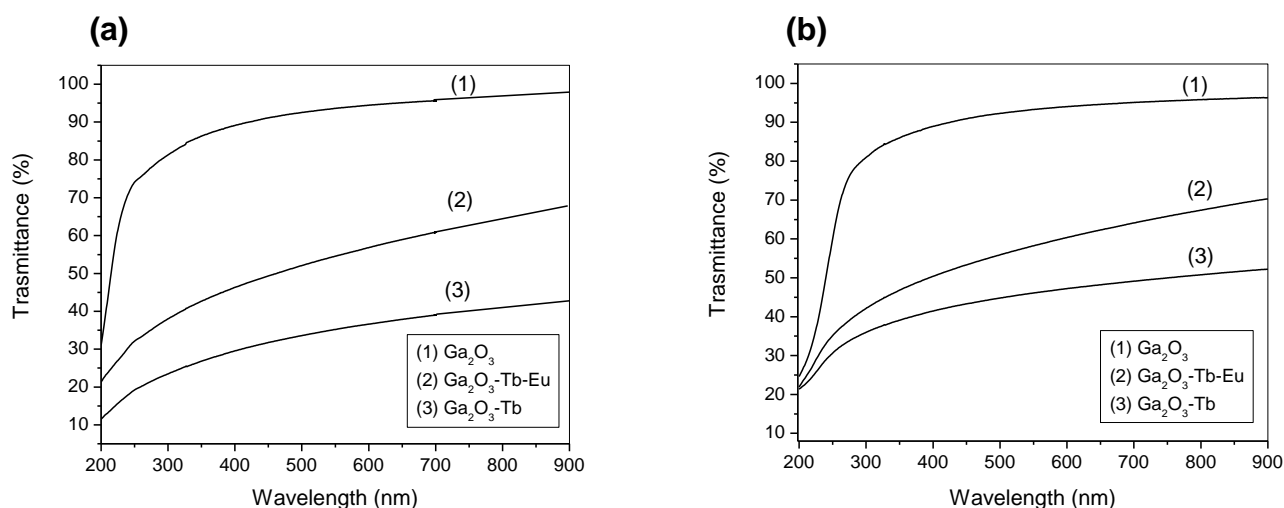 (a)
100
90
80
70
60
50
40
30
20
10
Trasmittance (%)
200 300 400 500 600 700 800 900
Wavelength (nm)
(1)
(2)
(3)
(1) Ga₂O₃
(2) Ga₂O₃-Tb-Eu
(3) Ga₂O₃-Tb
(b)
100
90
80
70
60
50
40
30
20
10
Trasmittance (%)
200 300 400 500 600 700 800 900
Wavelength (nm)
(1)
(2)
(3)
(1) Ga₂O₃
(2) Ga₂O₃-Tb-Eu
(3) Ga₂O₃-Tb